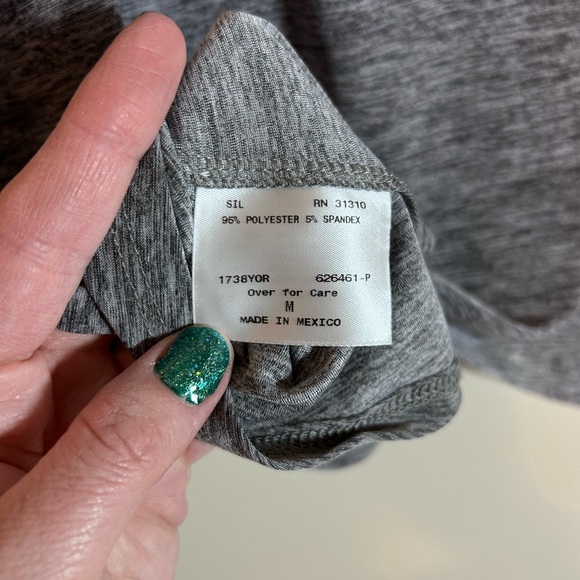 SIL RN 31310
95% POLYESTER 5% SPANDEX
1738YOR 626461-P
Over for Care
M
MADE IN MEXICO